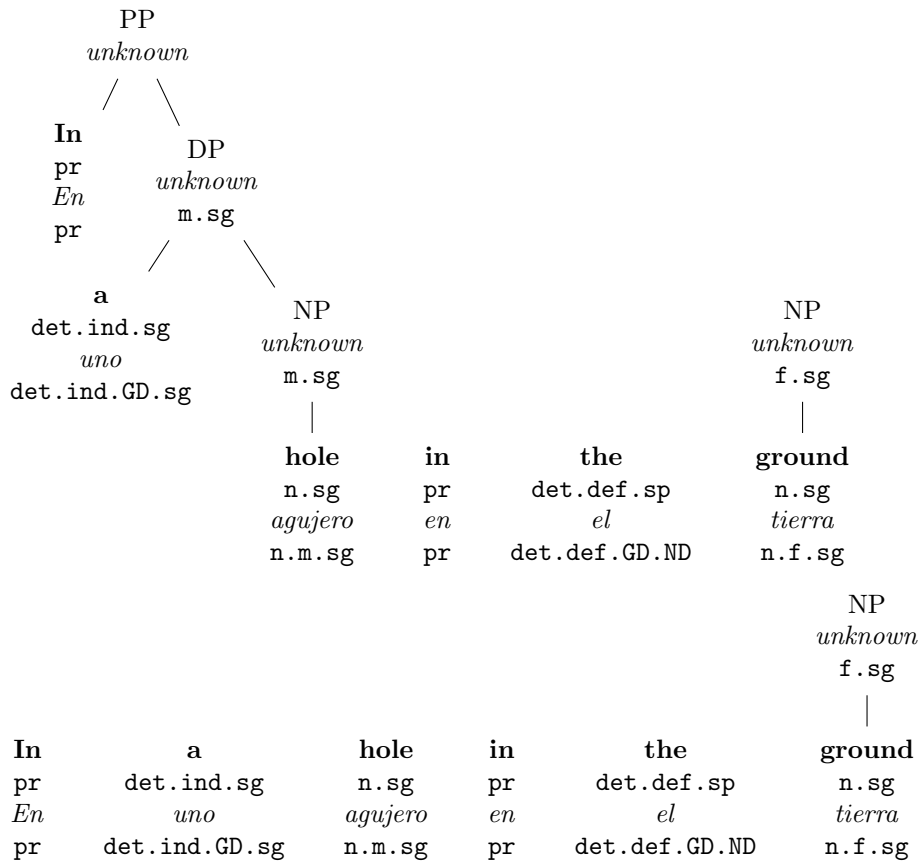 PP
unknown
In
pr
En
pr
DP
unknown
m.sg
a
det.ind.sg
uno
det.ind.GD.sg
NP
unknown
m.sg
NP
unknown
f.sg
hole in the ground
n.sg pr det.def.sp n.sg
agujero en el tierra
n.m.sg pr det.def.GD.ND n.f.sg
NP
unknown
f.sg
In a hole in the ground
pr det.ind.sg n.sg pr det.def.sp n.sg
En uno agujero en el tierra
pr det.ind.GD.sg n.m.sg pr det.def.GD.ND n.f.sg